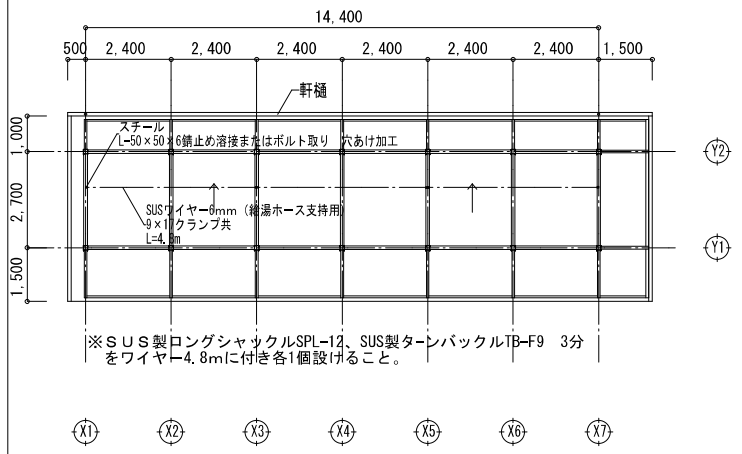 14,400
500 2,400 2,400 2,400 2,400 2,400 2,400 1,500
軒樋
スチール
L-50×50×6錆止め溶接またはボルト取り 穴あけ加工
1,000
Y2
2,700
SUSワイヤー6mm(給湯ホース支持用)
9×17クランプ共
L=4.8m
Y1
1,500
※SUS製ロングシャックルSPL-12、SUS製ターンバックルTB-F9 3分
をワイヤー4.8mに付き各1個設けること。
X1 X2 X3 X4 X5 X6 X7